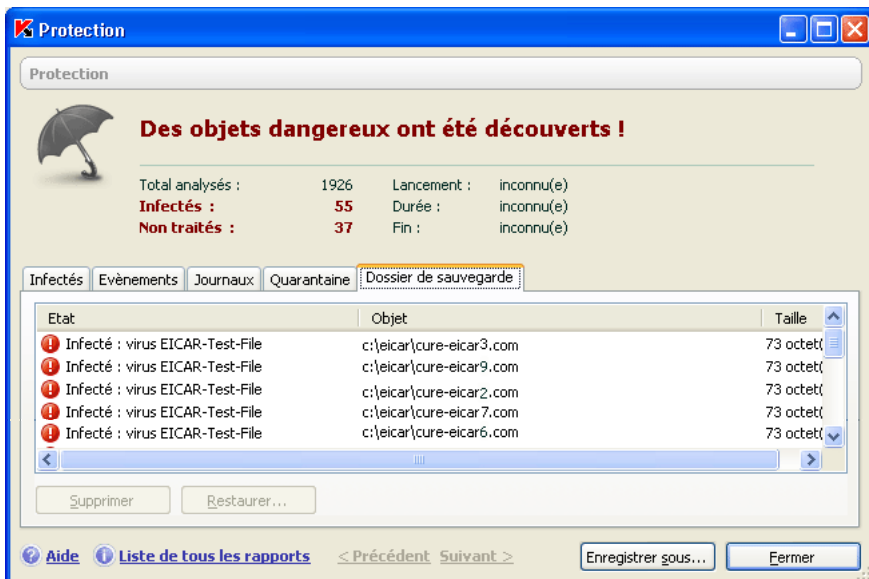 Protection
Protection
Des objets dangereux ont été découverts !
Total analysés : 1926 Lancement : inconnu(e)
Infectés : 55 Durée : inconnu(e)
Non traités : 37 Fin : inconnu(e)
Infectés Evènements Journaux Quarantaine Dossier de sauvegarde
Etat Objet Taille
Infecté : virus EICAR-Test-File c:\eicar\cure-eicar3.com 73 octet(
Infecté : virus EICAR-Test-File c:\eicar\cure-eicar9.com 73 octet(
Infecté : virus EICAR-Test-File c:\eicar\cure-eicar2.com 73 octet(
Infecté : virus EICAR-Test-File c:\eicar\cure-eicar7.com 73 octet(
Infecté : virus EICAR-Test-File c:\eicar\cure-eicar6.com 73 octet(
Supprimer Restaurer...
Aide Liste de tous les rapports < Précédent Suivant > Enregistrer sous... Fermer